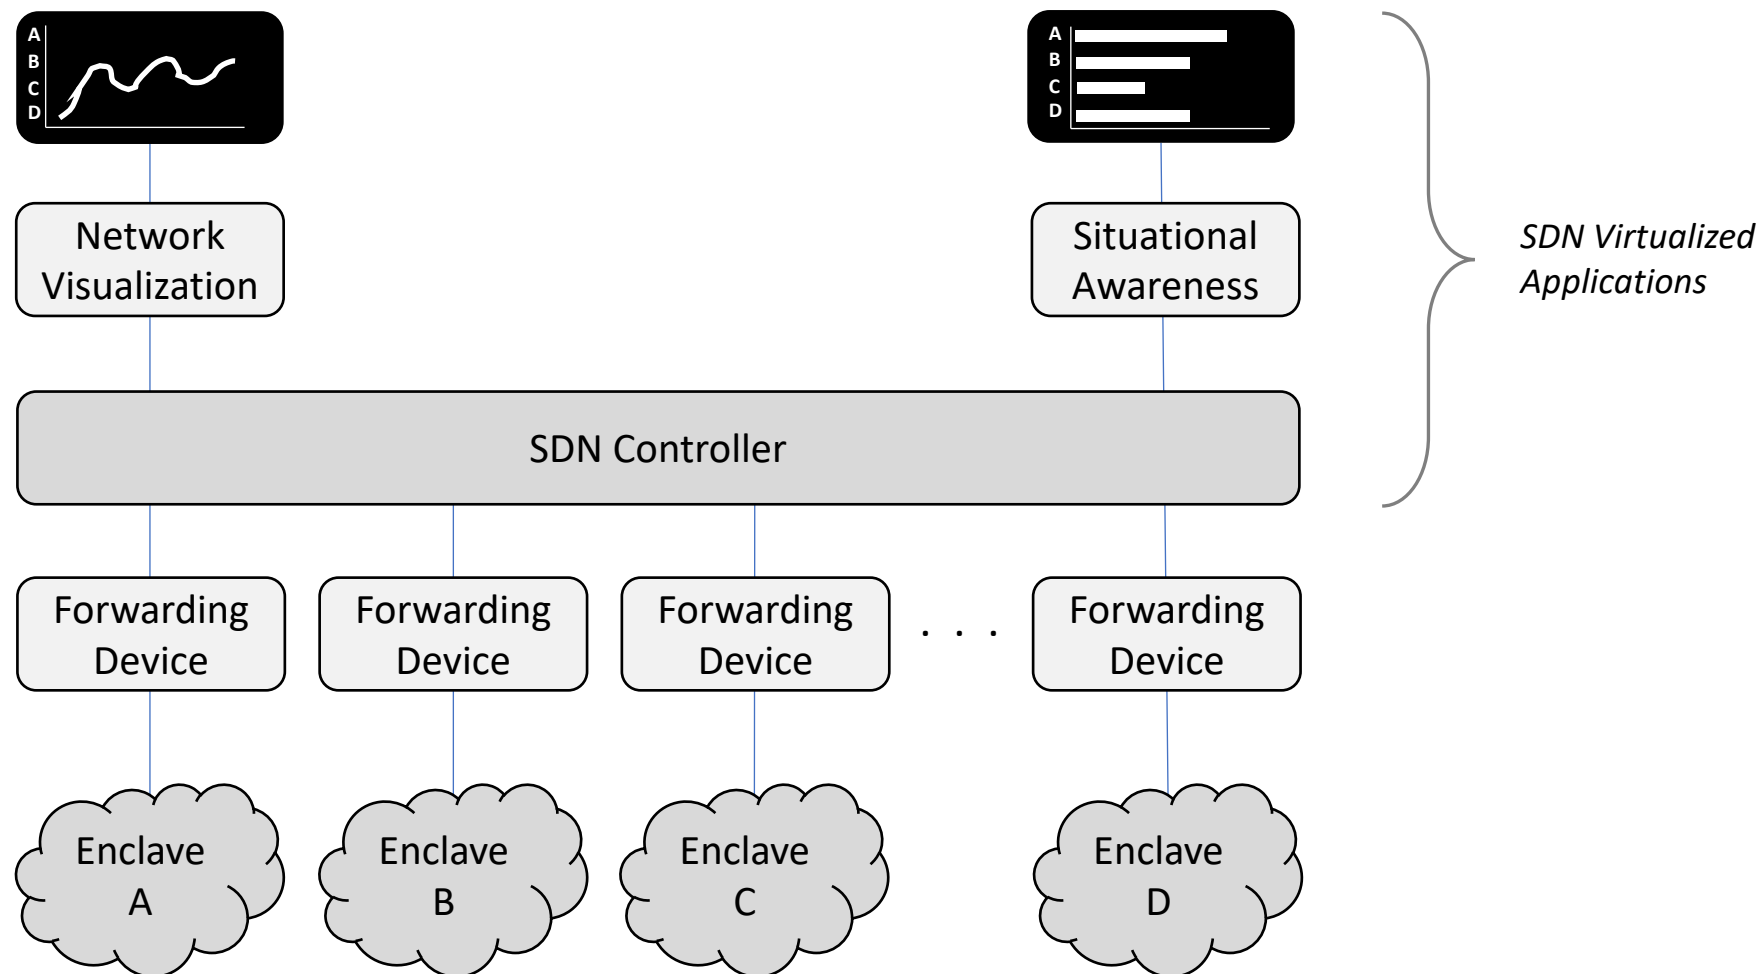 A
B
C
D
A
B
C
D
Network
Visualization
Situational
Awareness
SDN Virtualized
Applications
SDN Controller
Forwarding
Device
Forwarding
Device
Forwarding
Device
. . .
Forwarding
Device
Enclave
A
Enclave
B
Enclave
C
Enclave
D